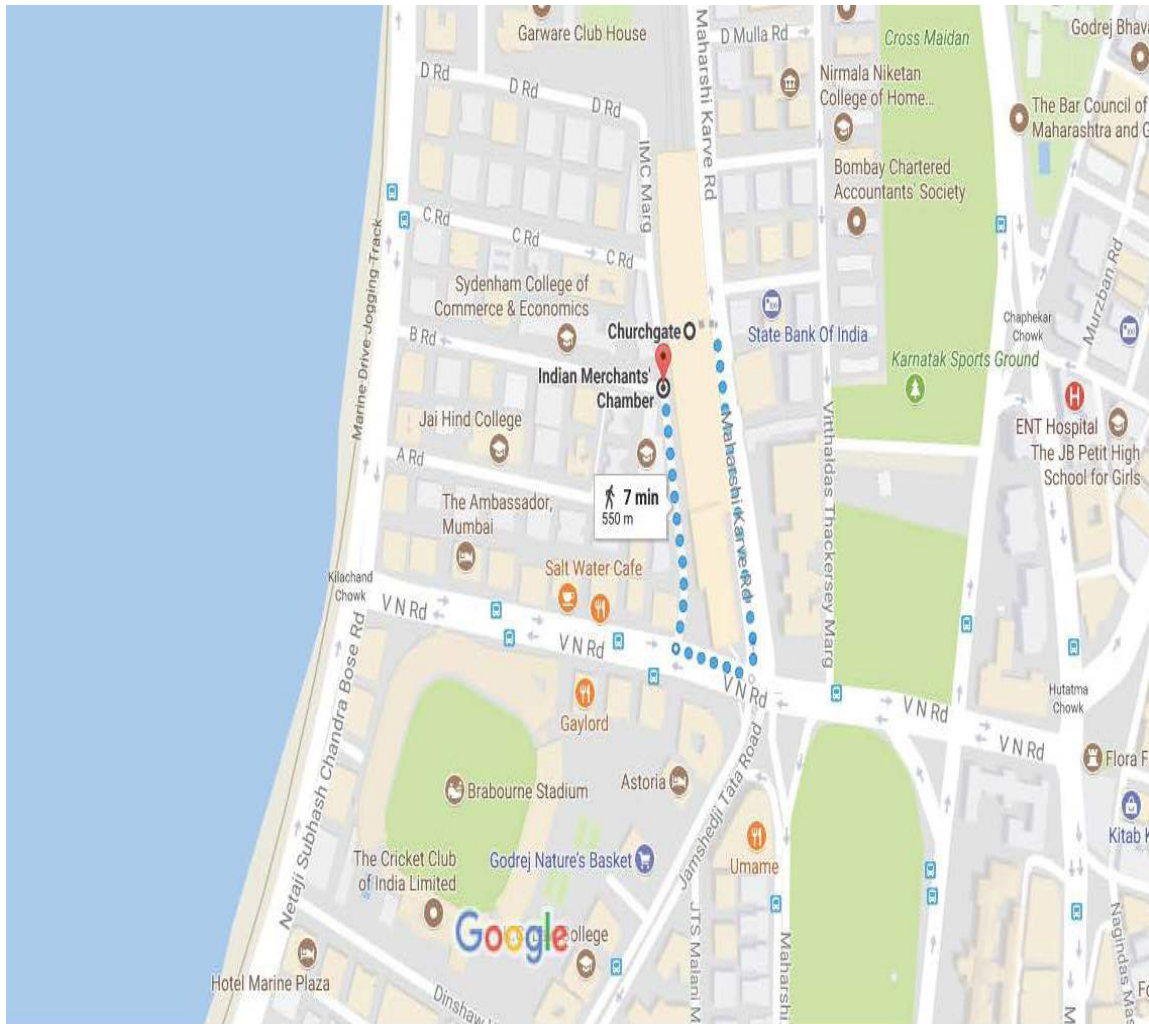 Garware Club House
Maharshi Karve Rd
D Mulla Rd
Cross Maidan
Godrej Bhava
D Rd
D Rd
D Rd
Nirmala Niketan
College of Home...
The Bar Council of
Maharashtra and G
IMC Marg
Bombay Chartered
Accountants' Society
C Rd
C Rd
C Rd
Marine Drive Jogging Track
Murzban Rd
Sydenham College of
Commerce & Economics
Churchgate
State Bank Of India
Chaphekar
Chowk
B Rd
Indian Merchants'
Chamber
Karnatak Sports Ground
Jai Hind College
Maharshi Karve Rd
Vitthaldas Thackersey Marg
ENT Hospital
The JB Petit High
School for Girls
A Rd
7 min
550 m
The Ambassador,
Mumbai
Salt Water Cafe
Kilachand
Chowk
V N Rd
V N Rd
V N Rd
V N Rd
V N Rd
Hutatma
Chowk
Netaji Subhash Chandra Bose Rd
Gaylord
Flora F
Brabourne Stadium
Astoria
Jamshedji Tata Road
Kitab K
The Cricket Club
of India Limited
Godrej Nature's Basket
Umame
Google
ollege
JTS Malani M
Maharshi
Nagindas Mas
Hotel Marine Plaza
Dinshaw
M
Fo